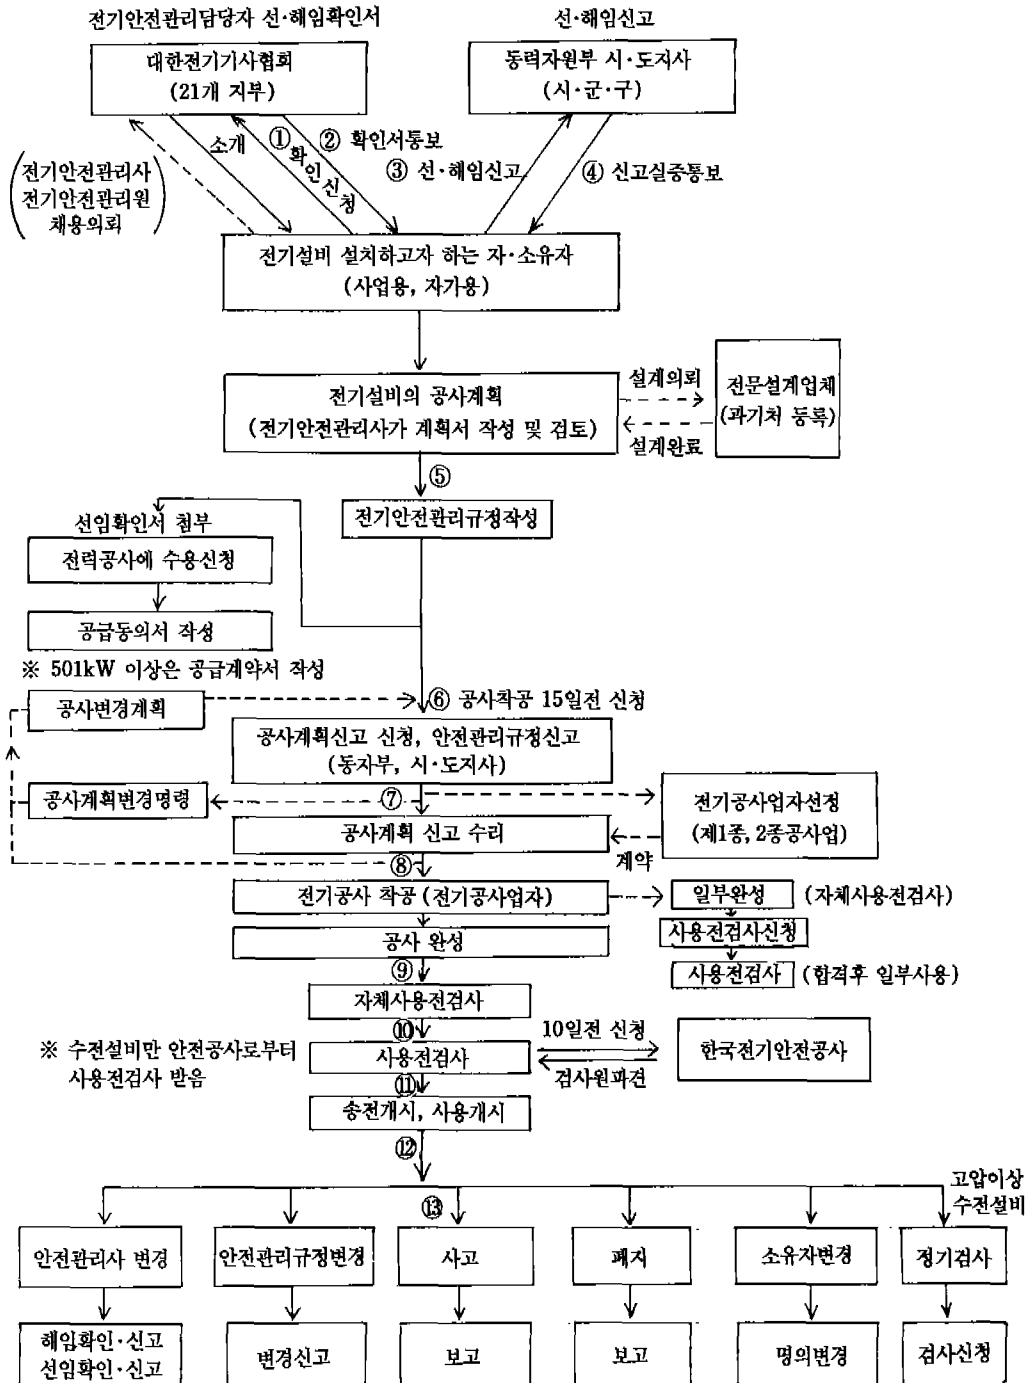 전기안전관리담당자 선·해임확인서
선·해임신고
대한전기기사협회
(21개 지부)
동력자원부 시·도지사
(시·군·구)
소개
① 확인신청
② 확인서통보
③ 선·해임신고
④ 신고실증통보
전기안전관리사
전기안전관리원
채용의뢰
전기설비 설치하고자 하는 자·소유자
(사업용, 자가용)
전기설비의 공사계획
(전기안전관리사가 계획서 작성 및 검토)
설계의뢰
설계완료
전문설계업체
(과기처 등록)
⑤
전기안전관리규정작성
선임확인서 첨부
전력공사에 수용신청
공급동의서 작성
※ 501kW 이상은 공급계약서 작성
공사변경계획
⑥ 공사착공 15일전 신청
공사계획신고 신청, 안전관리규정신고
(동자부, 시·도지사)
공사계획변경명령
⑦
전기공사업자선정
(제1종, 2종공사업)
공사계획 신고 수리
계약
⑧
전기공사 착공 (전기공사업자)
일부완성 (자체사용전검사)
공사 완성
사용전검사신청
⑨
사용전검사 (합격후 일부사용)
자체사용전검사
⑩
※ 수전설비만 안전공사로부터
사용전검사 받음
사용전검사
10일전 신청
검사원파견
한국전기안전공사
⑪
송전개시, 사용개시
⑫
고압이상
수전설비
⑬
안전관리사 변경
안전관리규정변경
사고
폐지
소유자변경
정기검사
해임확인·신고
선임확인·신고
변경신고
보고
보고
명의변경
검사신청